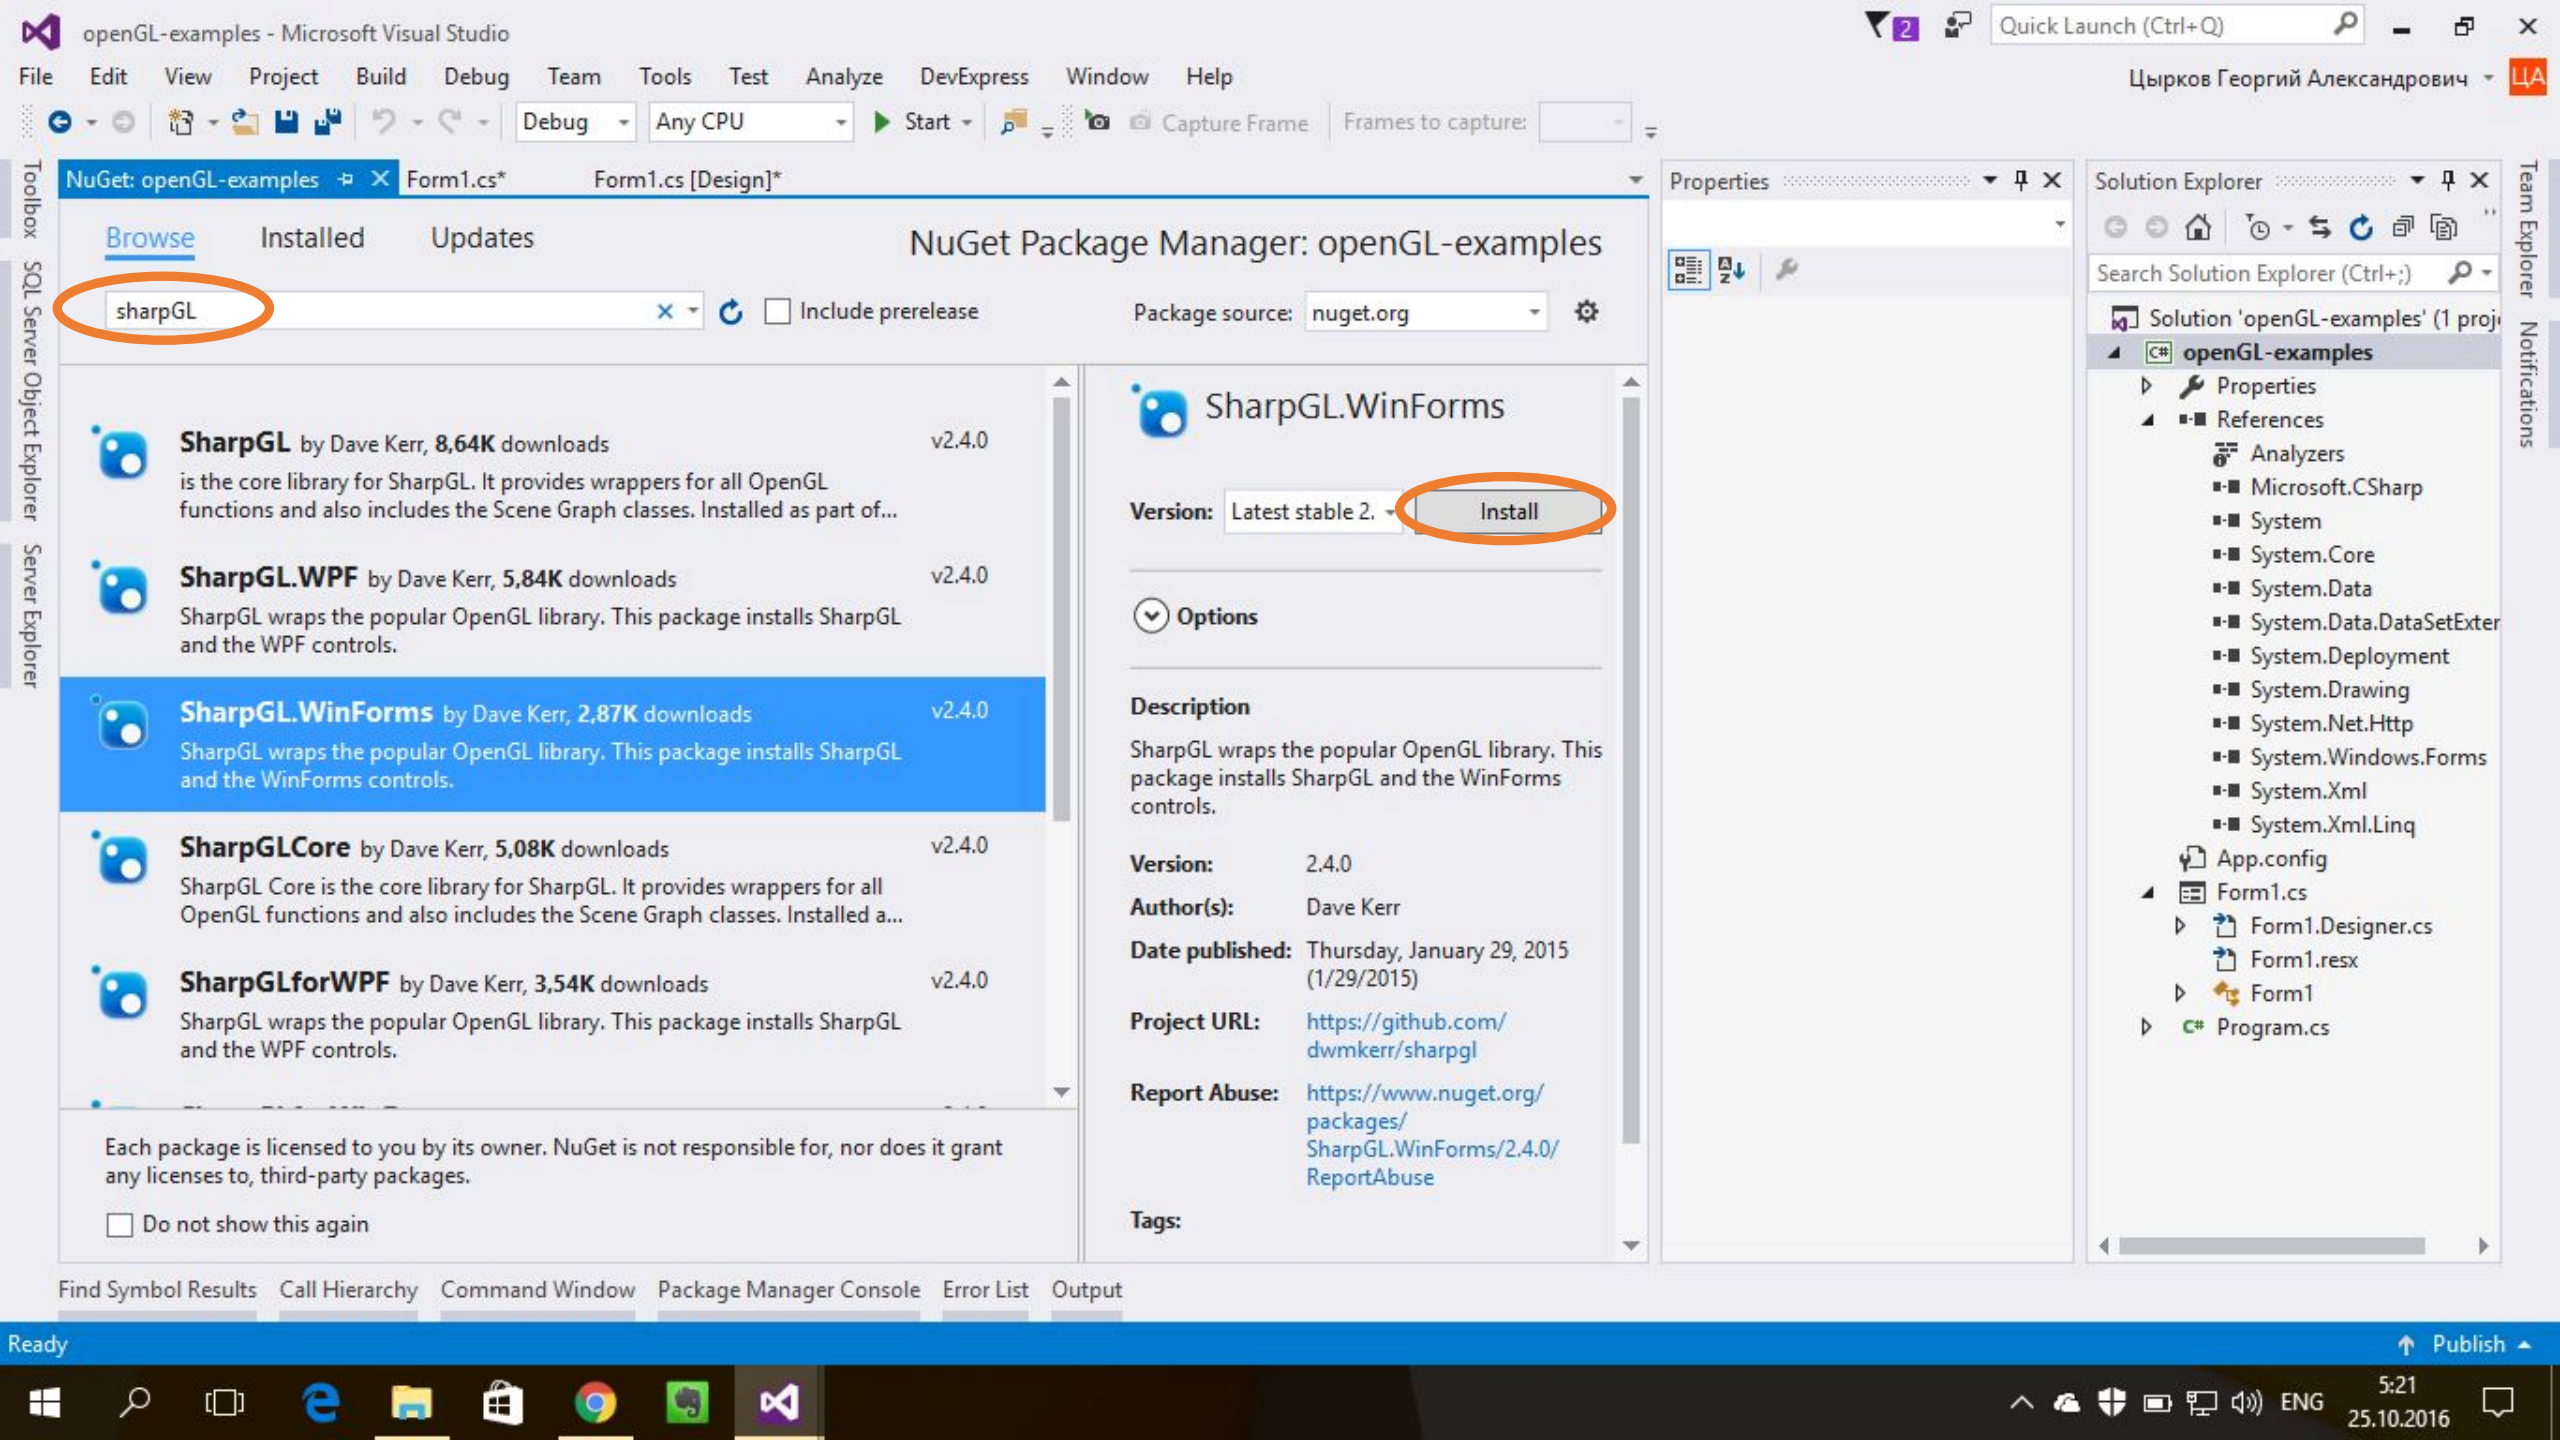 openGL-examples - Microsoft Visual Studio
2
Quick Launch (Ctrl+Q)
File Edit View Project Build Debug Team Tools Test Analyze DevExpress Window Help
Цырков Георгий Александрович ЦА
Debug Any CPU Start Capture Frame Frames to capture:
Toolbox
SQL Server Object Explorer
Server Explorer
NuGet: openGL-examples Form1.cs* Form1.cs [Design]*
Browse Installed Updates
NuGet Package Manager: openGL-examples
sharpGL
Include prerelease
Package source: nuget.org
SharpGL by Dave Kerr, 8,64K downloads v2.4.0
is the core library for SharpGL. It provides wrappers for all OpenGL
functions and also includes the Scene Graph classes. Installed as part of...
SharpGL.WPF by Dave Kerr, 5,84K downloads v2.4.0
SharpGL wraps the popular OpenGL library. This package installs SharpGL
and the WPF controls.
SharpGL.WinForms by Dave Kerr, 2,87K downloads v2.4.0
SharpGL wraps the popular OpenGL library. This package installs SharpGL
and the WinForms controls.
SharpGLCore by Dave Kerr, 5,08K downloads v2.4.0
SharpGL Core is the core library for SharpGL. It provides wrappers for all
OpenGL functions and also includes the Scene Graph classes. Installed a...
SharpGLforWPF by Dave Kerr, 3,54K downloads v2.4.0
SharpGL wraps the popular OpenGL library. This package installs SharpGL
and the WPF controls.
Each package is licensed to you by its owner. NuGet is not responsible for, nor does it grant
any licenses to, third-party packages.
Do not show this again
SharpGL.WinForms
Version: Latest stable 2. Install
Options
Description
SharpGL wraps the popular OpenGL library. This
package installs SharpGL and the WinForms
controls.
Version: 2.4.0
Author(s): Dave Kerr
Date published: Thursday, January 29, 2015
(1/29/2015)
Project URL: https://github.com/
dwmkerr/sharpgl
Report Abuse: https://www.nuget.org/
packages/
SharpGL.WinForms/2.4.0/
ReportAbuse
Tags:
Properties
Solution Explorer
Search Solution Explorer (Ctrl+;)
Solution 'openGL-examples' (1 proj
C# openGL-examples
Properties
References
Analyzers
Microsoft.CSharp
System
System.Core
System.Data
System.Data.DataSetExter
System.Deployment
System.Drawing
System.Net.Http
System.Windows.Forms
System.Xml
System.Xml.Linq
App.config
Form1.cs
Form1.Designer.cs
Form1.resx
Form1
C# Program.cs
Team Explorer
Notifications
Find Symbol Results Call Hierarchy Command Window Package Manager Console Error List Output
Ready
Publish
ENG
5:21
25.10.2016